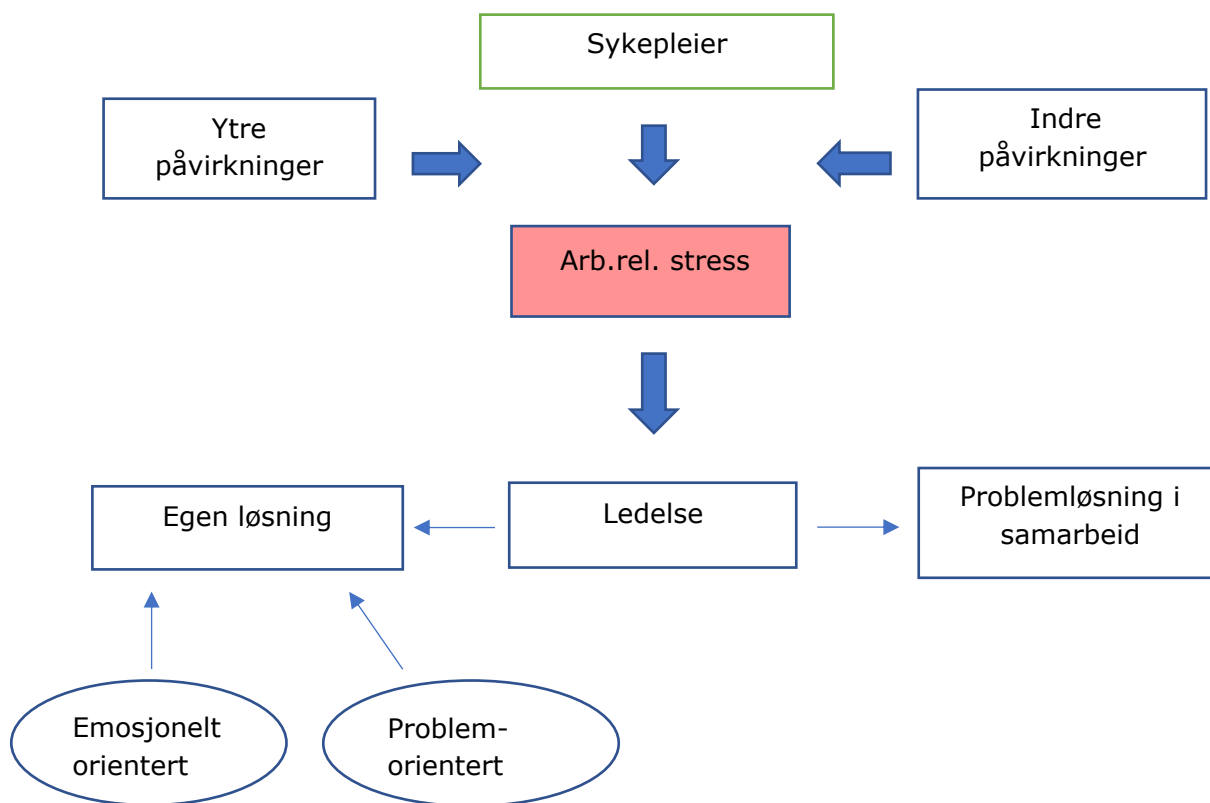 Sykepleier
Ytre
påvirkninger
Indre
påvirkninger
Arb.rel. stress
Egen løsning
Ledelse
Problemløsning i
samarbeid
Emosjonelt
orientert
Problem-
orientert